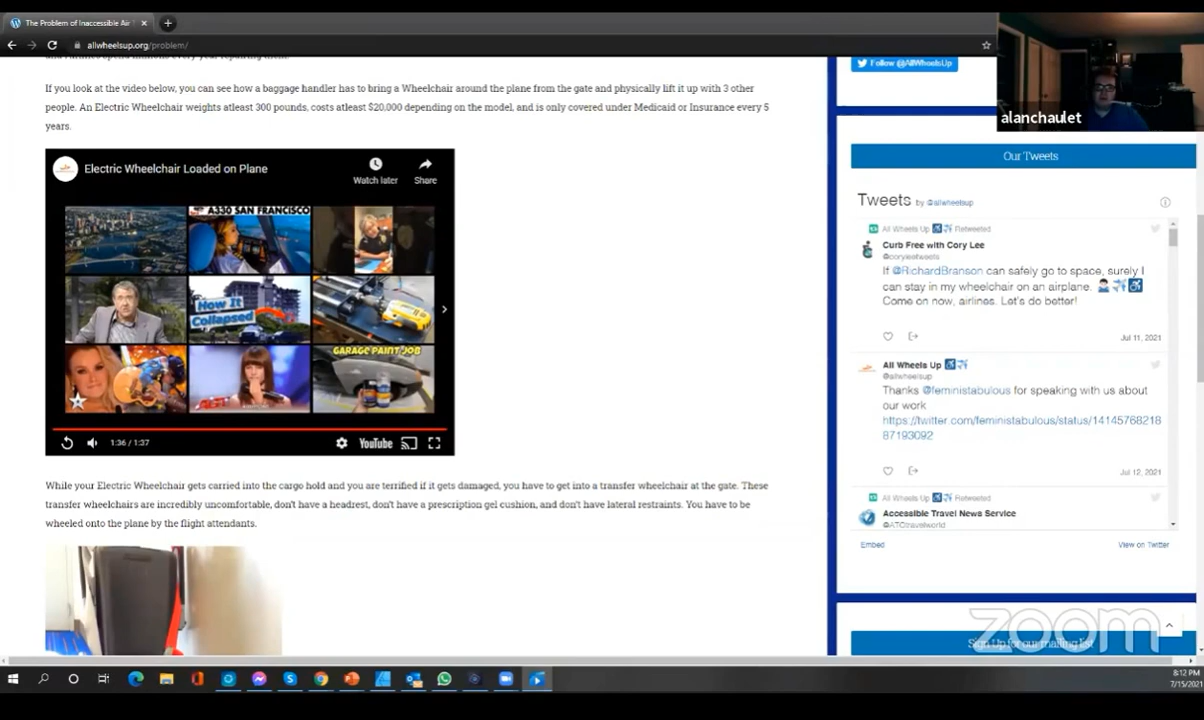 The Problem of Inaccessible Air
allwheelsup.org/problem/
If you look at the video below, you can see how a baggage handler has to bring a Wheelchair around the plane from the gate and physically lift it up with 3 other
people. An Electric Wheelchair weights atleast 300 pounds, costs atleast $20,000 depending on the model, and is only covered under Medicaid or Insurance every 5
years.
Electric Wheelchair Loaded on Plane
Watch later
Share
A330 SAN FRANCISCO
How It
Collapsed
GARAGE PAINT JOB
1:36 / 1:37
YouTube
While your Electric Wheelchair gets carried into the cargo hold and you are terrified if it gets damaged, you have to get into a transfer wheelchair at the gate. These
transfer wheelchairs are incredibly uncomfortable, don't have a headrest, don't have a prescription gel cushion, and don't have lateral restraints. You have to be
wheeled onto the plane by the flight attendants.
Follow @AllWheelsUp
alanchaulet
Our Tweets
Tweets by @allwheelsup
All Wheels Up Retweeted
Curb Free with Cory Lee
@coryleetweets
If @RichardBranson can safely go to space, surely I
can stay in my wheelchair on an airplane.
Come on now, airlines. Let's do better!
Jul 11, 2021
All Wheels Up
@allwheelsup
Thanks @feministabulous for speaking with us about
our work
https://twitter.com/feministabulous/status/14145768218
87193092
Jul 12, 2021
All Wheels Up Retweeted
Accessible Travel News Service
@ATCtravelworld
Embed
View on Twitter
Sign Up for our mailing list
zoom
8:12 PM
7/15/2021